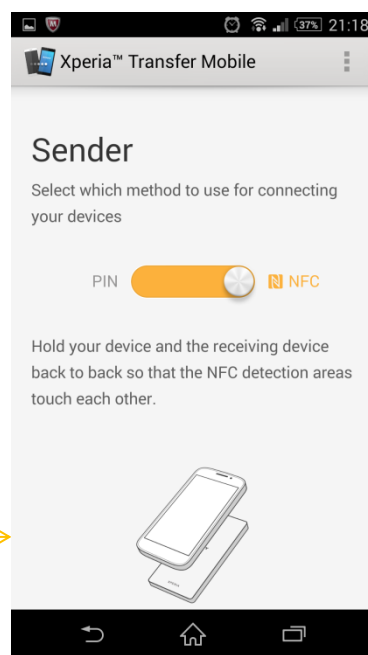 37% 21:18
Xperia™ Transfer Mobile
Sender
Select which method to use for connecting
your devices
PIN NFC
Hold your device and the receiving device
back to back so that the NFC detection areas
touch each other.